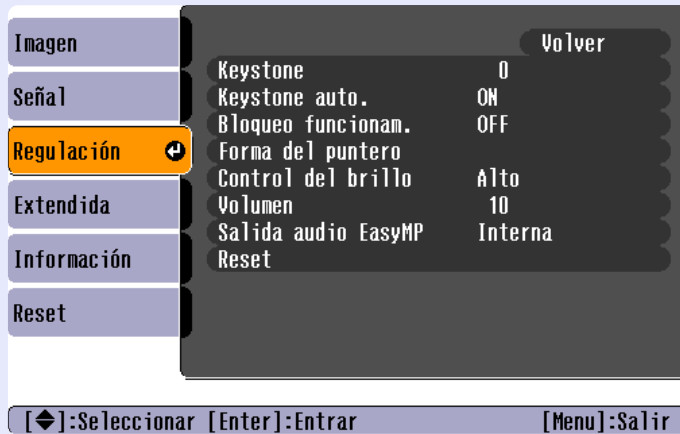 Imagen
Señal
Regulación
Extendida
Información
Reset
Volver
Keystone 0
Keystone auto. ON
Bloqueo funcionam. OFF
Forma del puntero
Control del brillo Alto
Volumen 10
Salida audio EasyMP Interna
Reset
[◆]:Seleccionar [Enter]:Entrar [Menu]:Salir